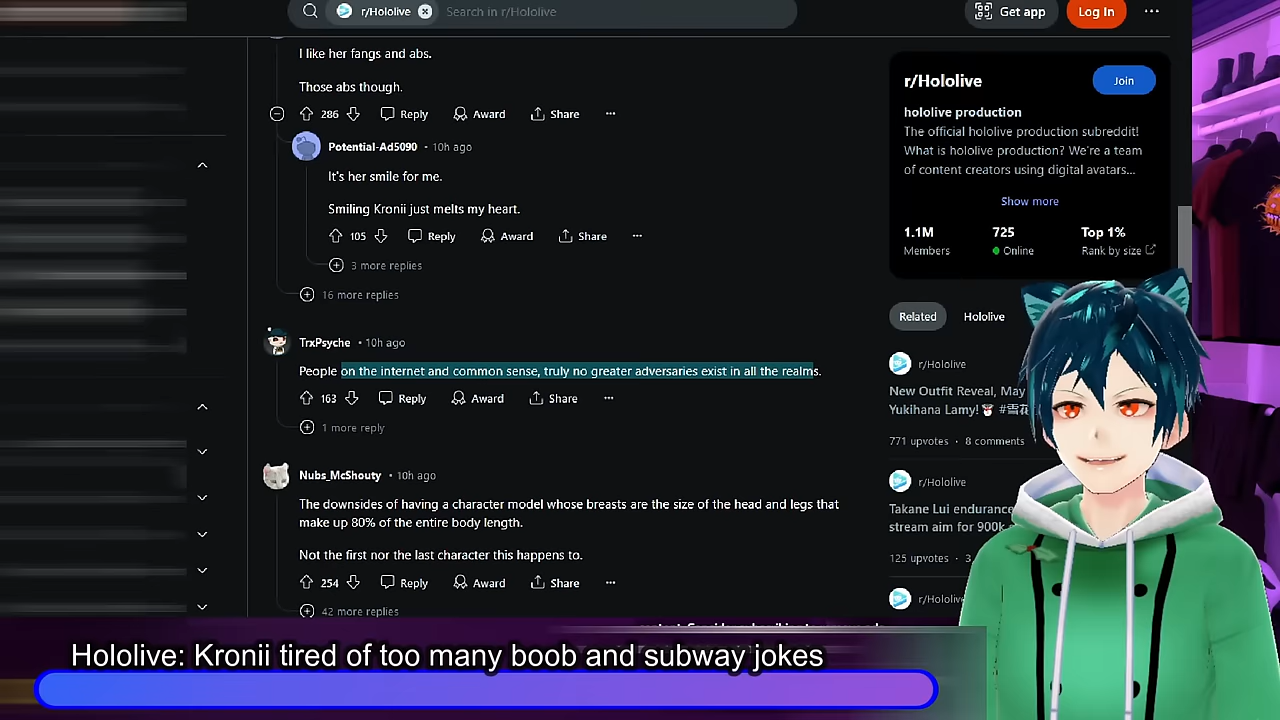 r/Hololive
Search in r/Hololive
Get app
Log In
I like her fangs and abs.
Those abs though.
286 Reply Award Share
Potential-Ad5090 • 10h ago
It's her smile for me.
Smiling Kronii just melts my heart.
105 Reply Award Share
3 more replies
16 more replies
TrxPsyche • 10h ago
People on the internet and common sense, truly no greater adversaries exist in all the realms.
163 Reply Award Share
1 more reply
Nubs_McShouty • 10h ago
The downsides of having a character model whose breasts are the size of the head and legs that
make up 80% of the entire body length.
Not the first nor the last character this happens to.
254 Reply Award Share
42 more replies
r/Hololive
Join
hololive production
The official hololive production subreddit!
What is hololive production? We're a team
of content creators using digital avatars...
Show more
1.1M 725 Top 1%
Members Online Rank by size
Related Hololive
r/Hololive
New Outfit Reveal, May
Yukihana Lamy! #雪花
771 upvotes • 8 comments
r/Hololive
Takane Lui endurance
stream aim for 900k
125 upvotes • 3
r/Hololive
Hololive: Kronii tired of too many boob and subway jokes